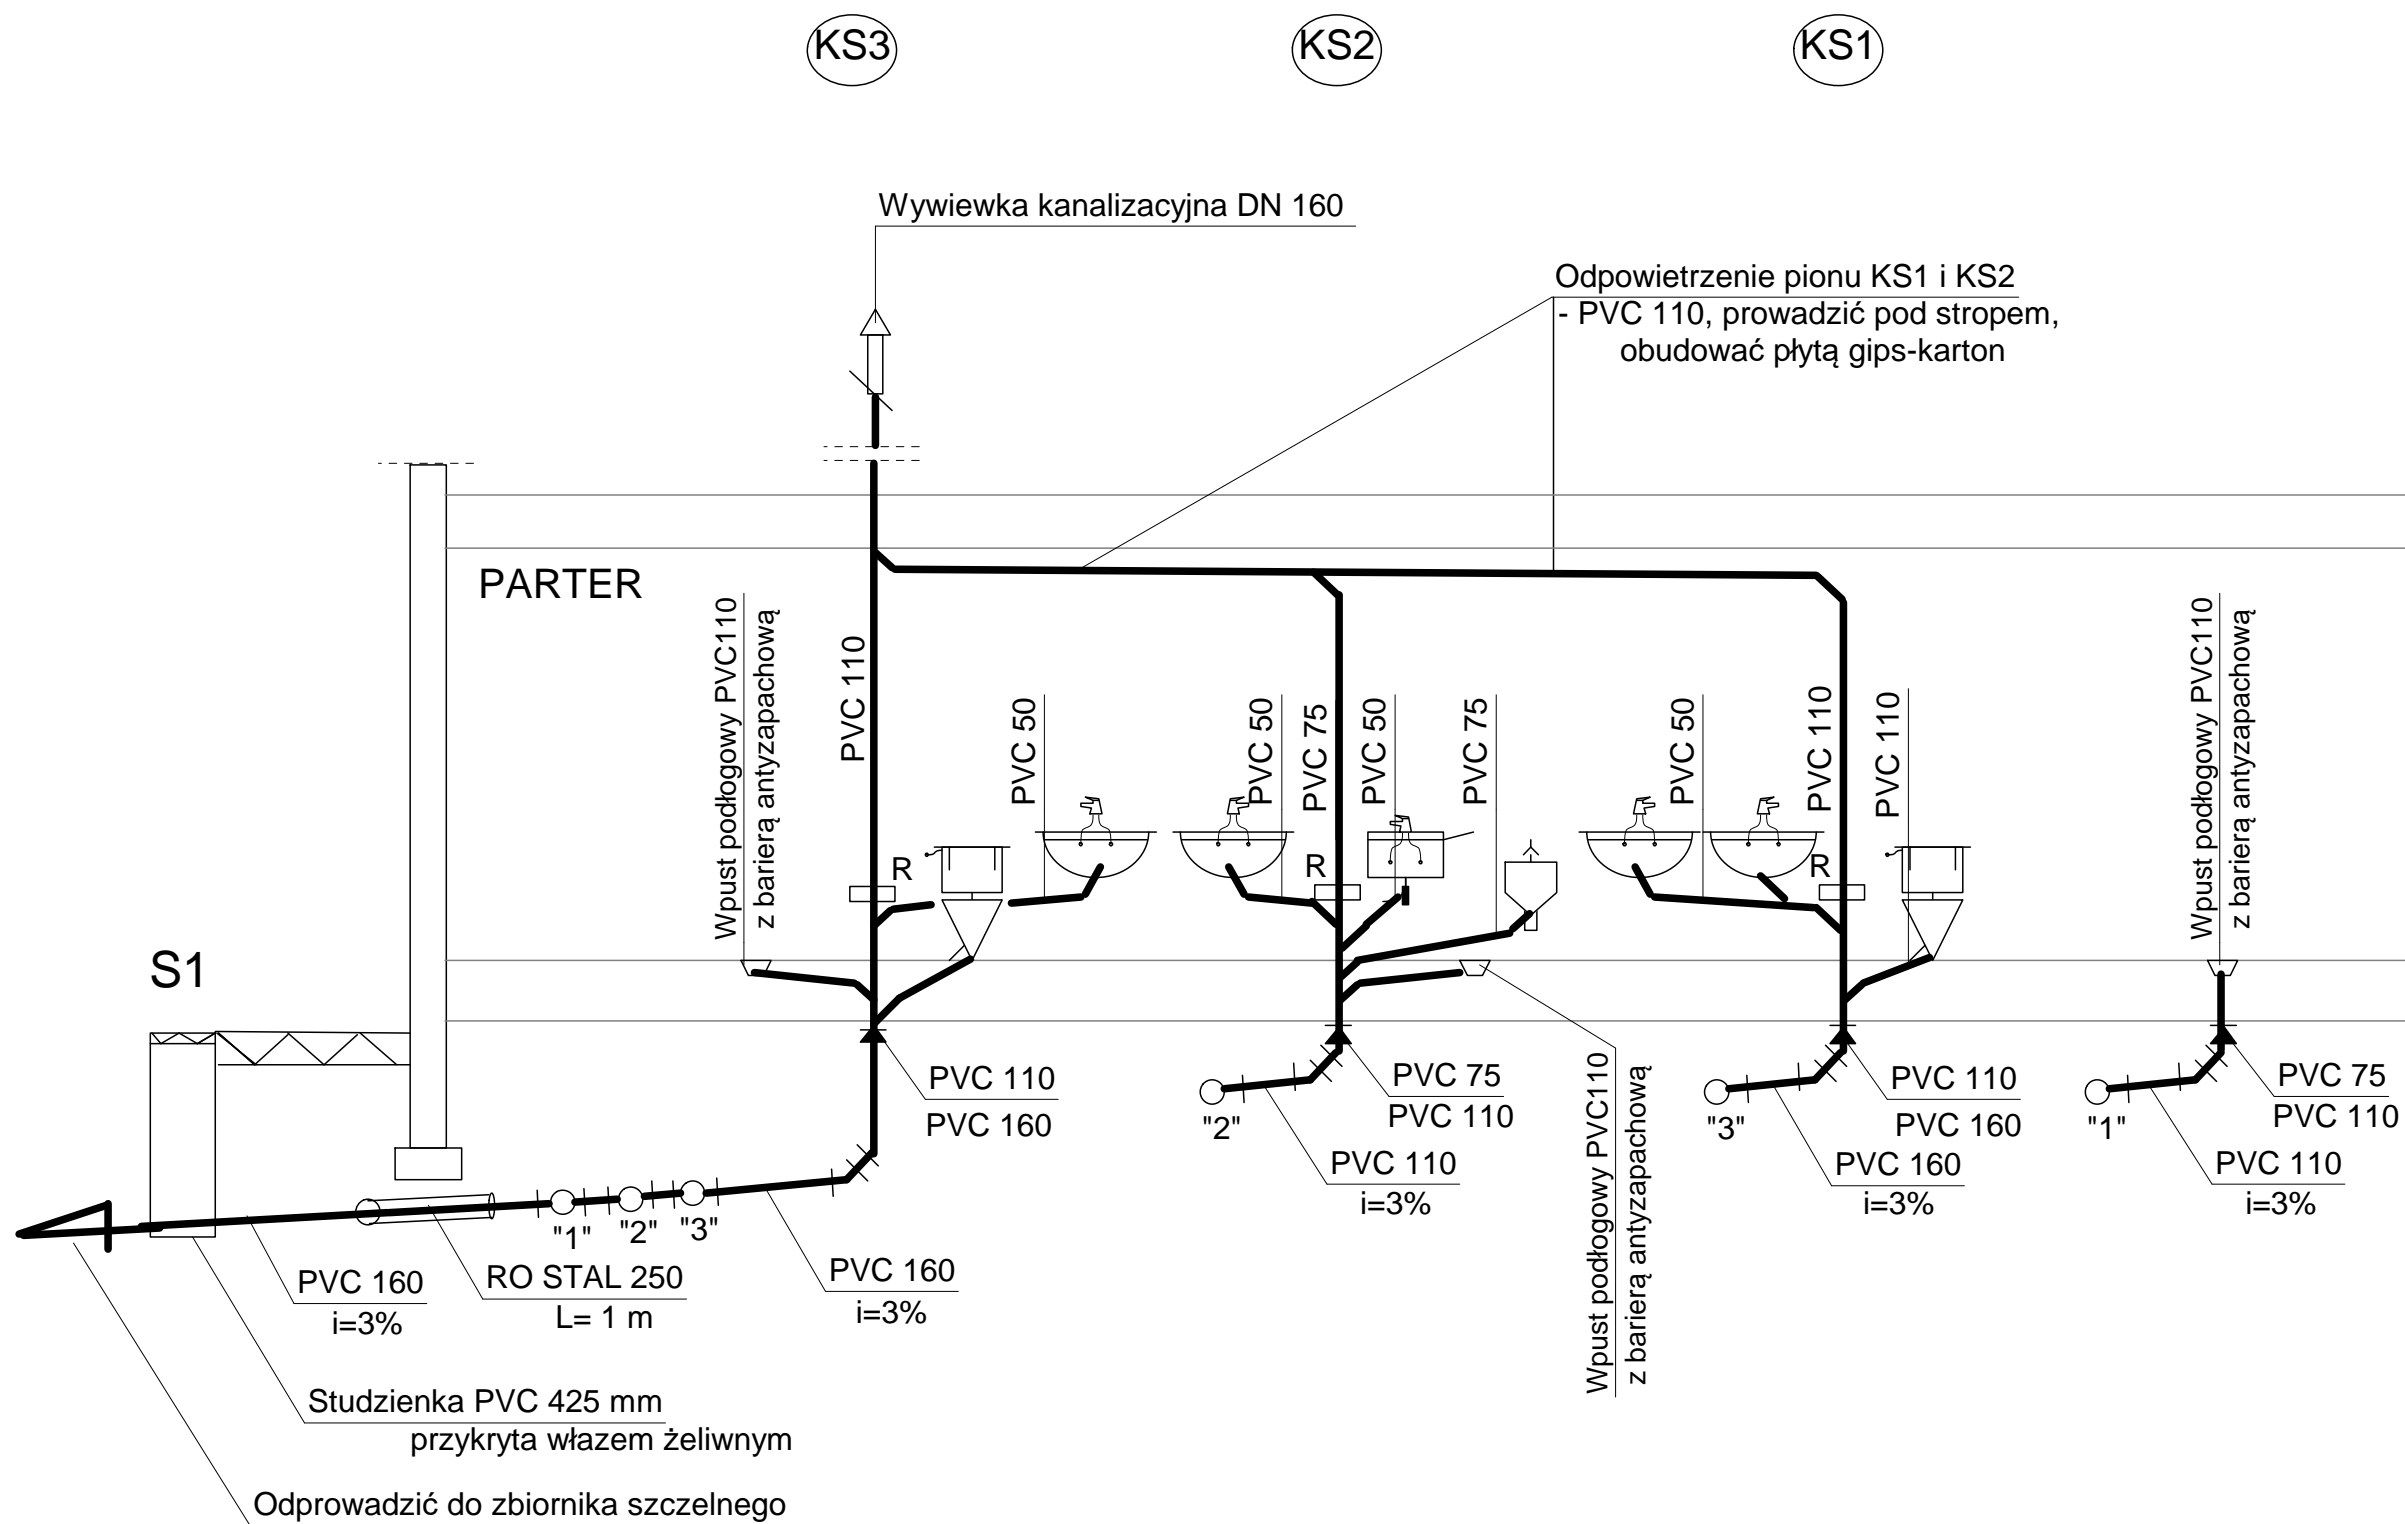 KS3
KS2
KS1
Wywiewka kanalizacyjna DN 160
Odpowietrzenie pionu KS1 i KS2
- PVC 110, prowadzić pod stropem,
obudować płytą gips-karton
PARTER
Wpust podłogowy PVC110
z barierą antyzapachową
PVC 110
PVC 50
PVC 50
PVC 75
PVC 50
PVC 75
PVC 50
PVC 110
PVC 110
Wpust podłogowy PVC110
z barierą antyzapachową
R
R
R
S1
PVC 110
PVC 160
"2"
PVC 75
PVC 110
PVC 110
i=3%
Wpust podłogowy PVC110
z barierą antyzapachową
"3"
PVC 110
PVC 160
PVC 160
i=3%
"1"
PVC 75
PVC 110
PVC 110
i=3%
"1"
"2"
"3"
PVC 160
i=3%
RO STAL 250
L= 1 m
PVC 160
i=3%
Studzienka PVC 425 mm
przykryta włazem żeliwnym
Odprowadzić do zbiornika szczelnego